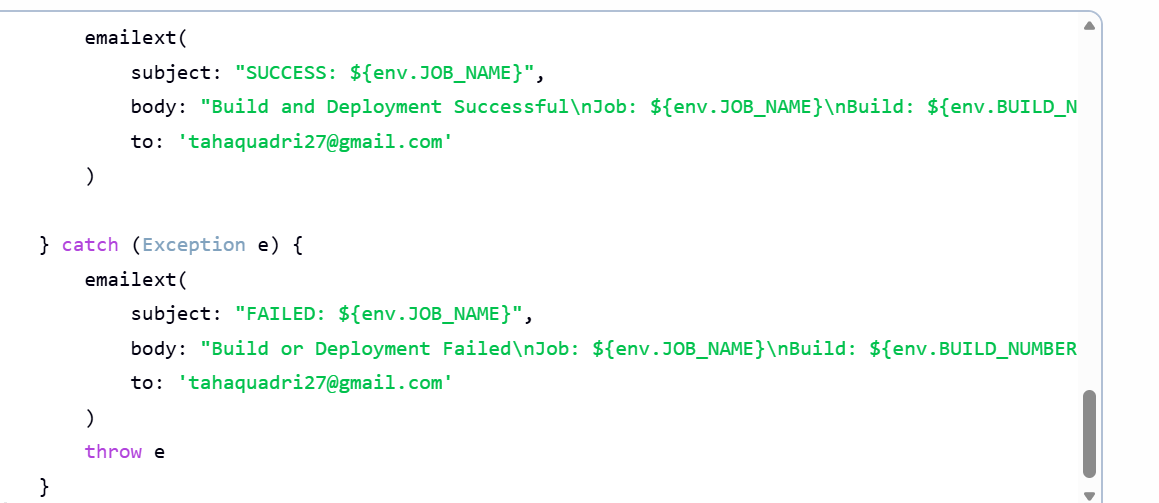 emailext(
subject: "SUCCESS: ${env.JOB_NAME}",
body: "Build and Deployment Successful\nJob: ${env.JOB_NAME}\nBuild: ${env.BUILD_N
to: 'tahaquadri27@gmail.com'
)
} catch (Exception e) {
emailext(
subject: "FAILED: ${env.JOB_NAME}",
body: "Build or Deployment Failed\nJob: ${env.JOB_NAME}\nBuild: ${env.BUILD_NUMBER
to: 'tahaquadri27@gmail.com'
)
throw e
}